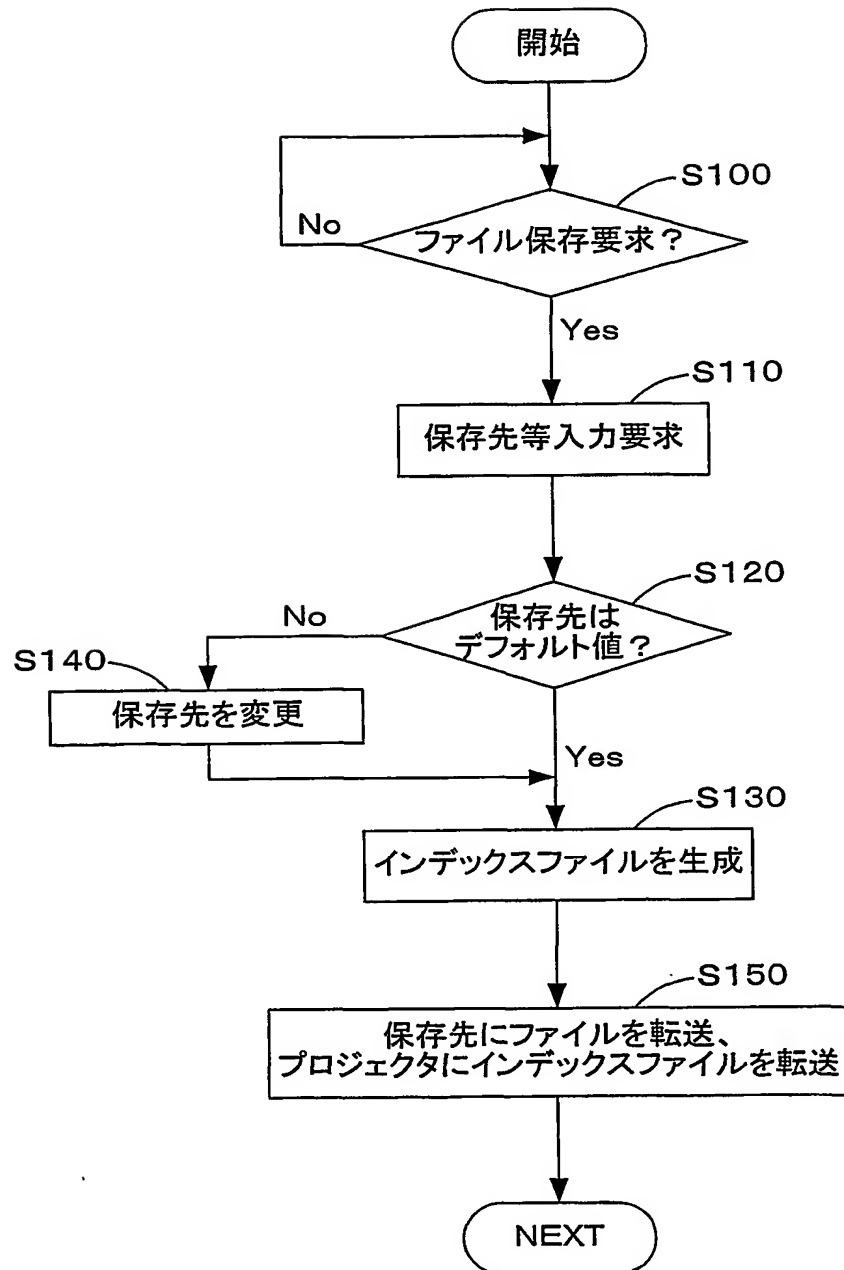 開始
S100
No
ファイル保存要求？
Yes
S110
保存先等入力要求
S120
No
保存先は
デフォルト値？
S140
保存先を変更
Yes
S130
インデックスファイルを生成
S150
保存先にファイルを転送、
プロジェクタにインデックスファイルを転送
NEXT